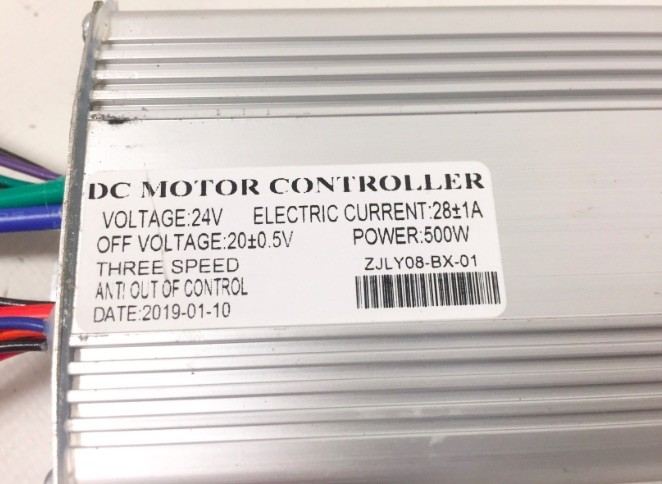 DC MOTOR CONTROLLER
VOLTAGE:24V ELECTRIC CURRENT:28±1A
OFF VOLTAGE:20±0.5V POWER:500W
THREE SPEED ZJLY08-BX-01
ANTI OUT OF CONTROL
DATE:2019-01-10